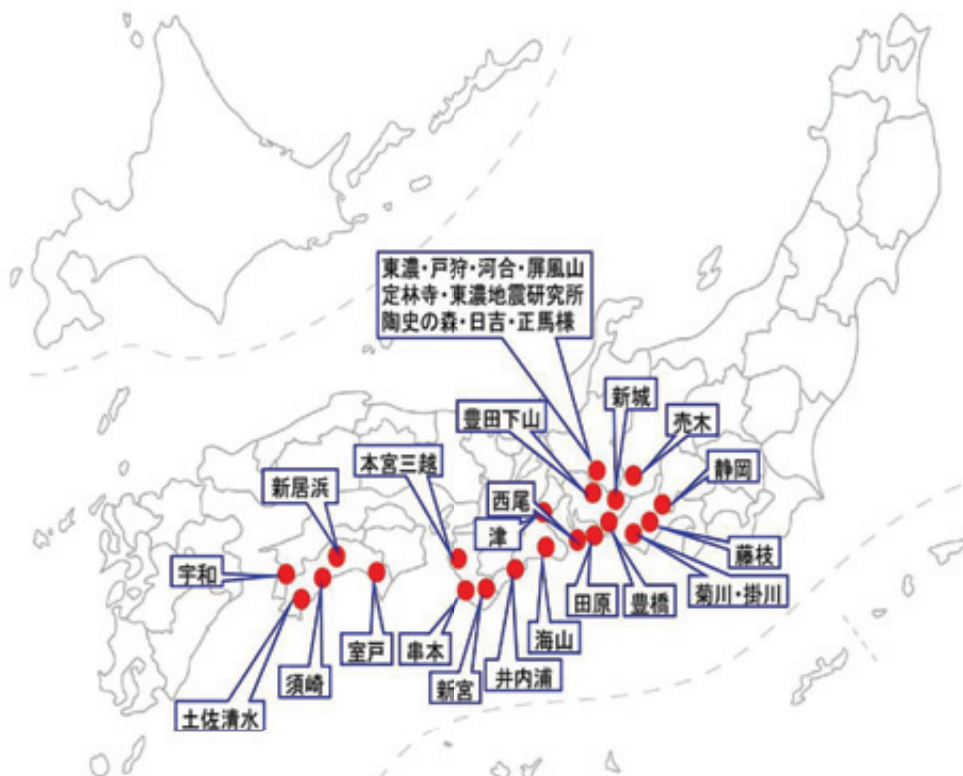 東濃・戸狩・河合・屏風山
定林寺・東濃地震研究所
陶史の森・日吉・正馬様
新城
売木
豊田下山
静岡
本宮三越
新居浜
西尾
津
藤枝
宇和
菊川・掛川
田原
豊橋
海山
室戸
串本
井内浦
新宮
須崎
土佐清水